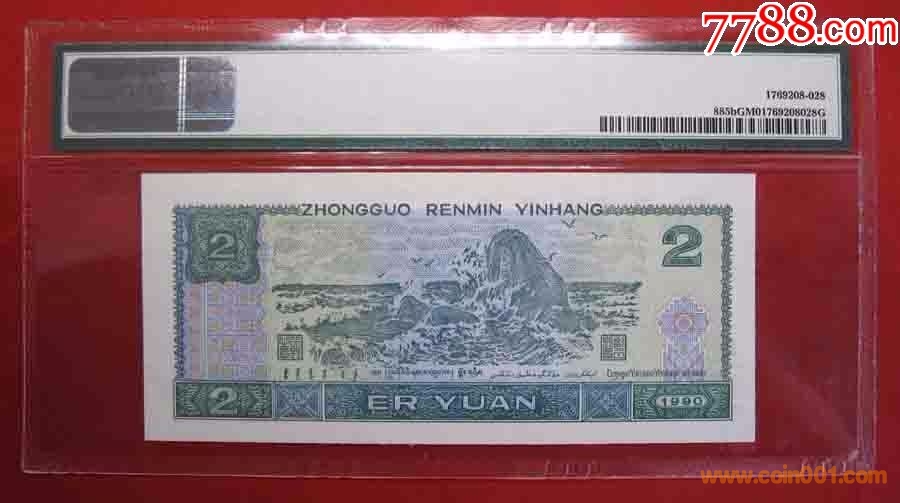 7788.com
1769208-028
885bGM01769208028G
ZHONGGUO RENMIN YINHANG
2
2
2
ER YUAN
1990
www.coin001.com